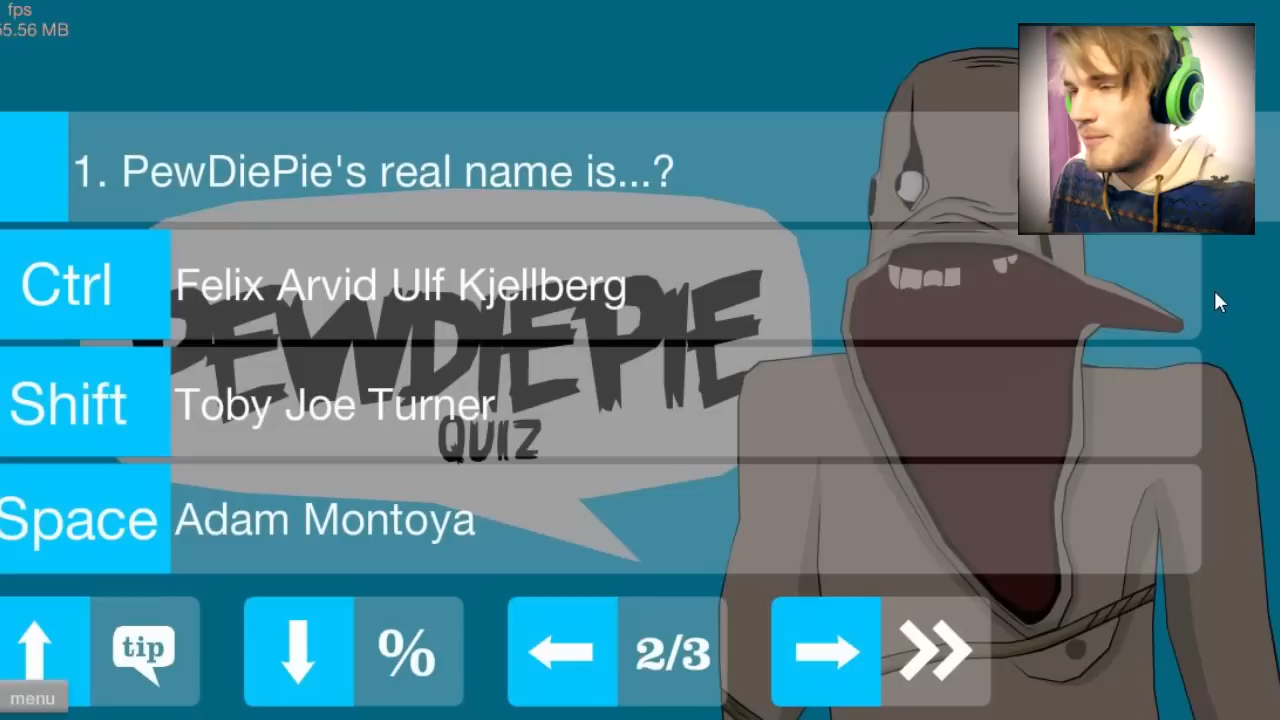 fps
55.56 MB
1. PewDiePie's real name is...?
Ctrl Felix Arvid Ulf Kjellberg
PEWDIEPIE
Shift Toby Joe Turner
QUIZ
Space Adam Montoya
tip % 2/3
menu